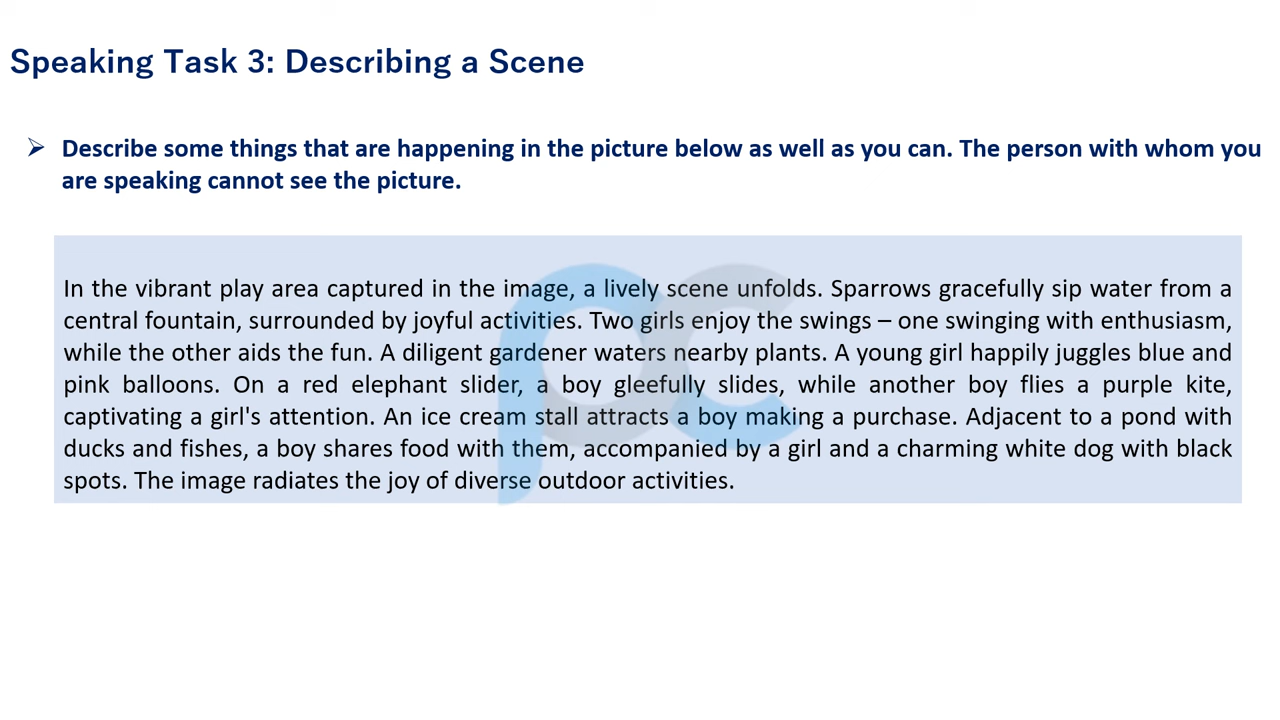 Speaking Task 3: Describing a Scene
Describe some things that are happening in the picture below as well as you can. The person with whom you
are speaking cannot see the picture.
In the vibrant play area captured in the image, a lively scene unfolds. Sparrows gracefully sip water from a
central fountain, surrounded by joyful activities. Two girls enjoy the swings – one swinging with enthusiasm,
while the other aids the fun. A diligent gardener waters nearby plants. A young girl happily juggles blue and
pink balloons. On a red elephant slider, a boy gleefully slides, while another boy flies a purple kite,
captivating a girl's attention. An ice cream stall attracts a boy making a purchase. Adjacent to a pond with
ducks and fishes, a boy shares food with them, accompanied by a girl and a charming white dog with black
spots. The image radiates the joy of diverse outdoor activities.
pc